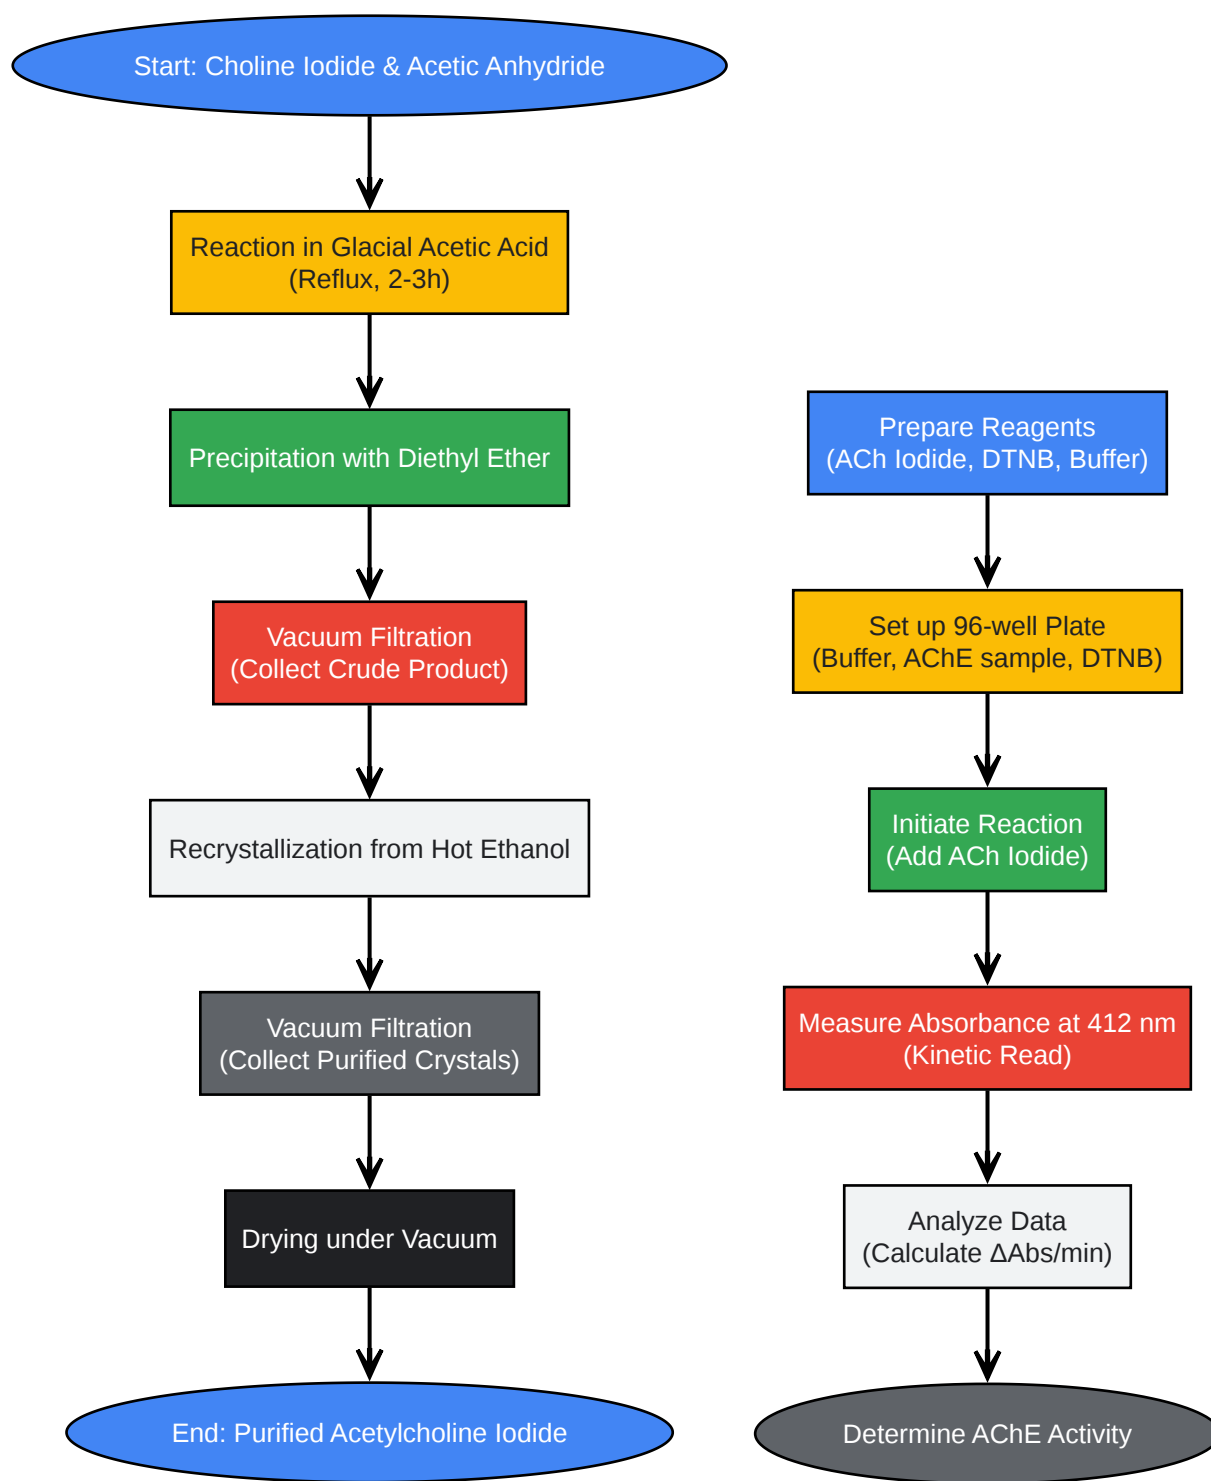 Start: Choline Iodide & Acetic Anhydride
Reaction in Glacial Acetic Acid
(Reflux, 2-3h)
Precipitation with Diethyl Ether
Vacuum Filtration
(Collect Crude Product)
Recrystallization from Hot Ethanol
Vacuum Filtration
(Collect Purified Crystals)
Drying under Vacuum
End: Purified Acetylcholine Iodide
Prepare Reagents
(ACh Iodide, DTNB, Buffer)
Set up 96-well Plate
(Buffer, AChE sample, DTNB)
Initiate Reaction
(Add ACh Iodide)
Measure Absorbance at 412 nm
(Kinetic Read)
Analyze Data
(Calculate ΔAbs/min)
Determine AChE Activity